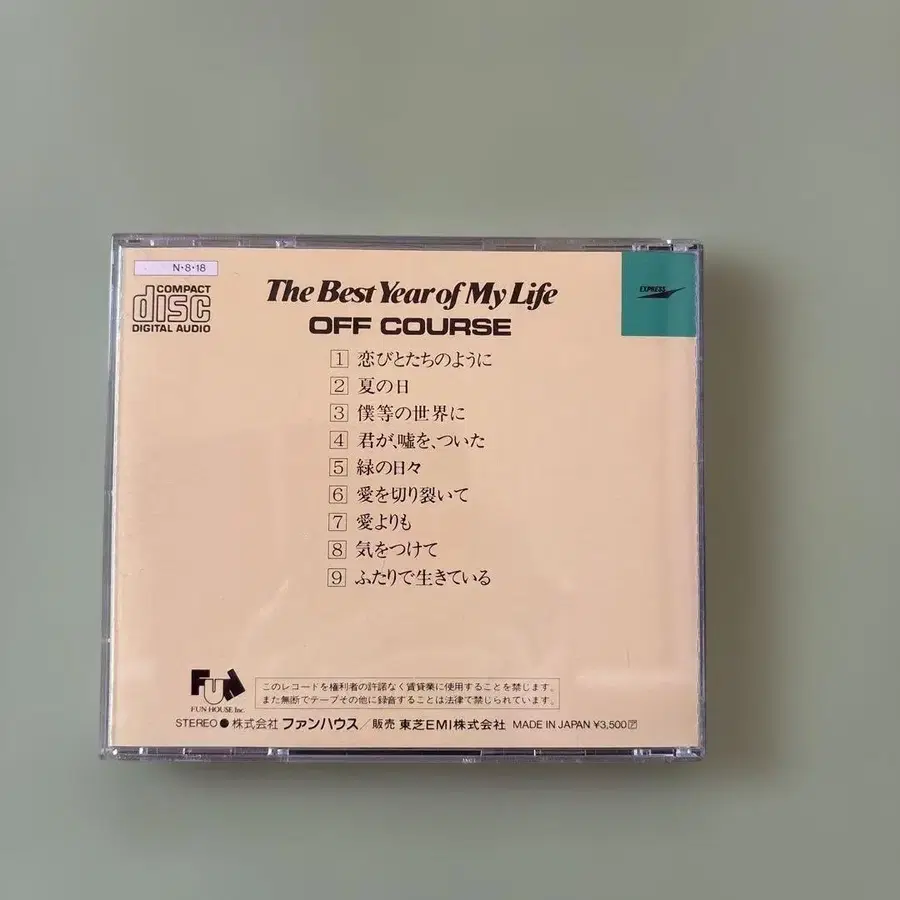 N・8・18
COMPACT
disc
DIGITAL AUDIO
The Best Year of My Life
OFF COURSE
EXPRESS
1 恋びとたちのように
2 夏の日
3 僕等の世界に
4 君が、嘘を、ついた
5 緑の日々
6 愛を切り裂いて
7 愛よりも
8 気をつけて
9 ふたりで生きている
FUN
FUN HOUSE Inc.
このレコードを権利者の許諾なく賃貸業に使用することを禁じます。
また無断でテープその他に録音することは法律で禁じられています。
STEREO ● 株式会社 ファンハウス／販売 東芝EMI株式会社 MADE IN JAPAN ¥3,500